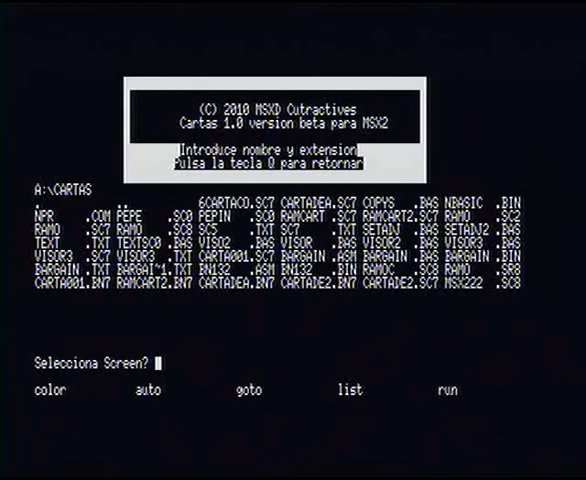 (C) 2010 MSXD Cutractives
Cartas 1.0 version beta para MSX2
Introduce nombre y extension
Pulsa la tecla Q para retornar
A:\CARTAS
. .. 6CARTACO.SC7 CARTADEA.SC7 COPYS .BAS NBASIC .BIN
NPR .COM PEPE .SC0 PEPIN .SC0 RAMCART .SC7 RAMCART2.SC7 RAMO .SC2
RAMO .SC7 RAMO .SC8 SC5 .TXT SC7 .TXT SETADJ .BAS SETADJ2 .BAS
TEXT .TXT TEXTSC0 .BAS VISO2 .BAS VISOR .BAS VISOR2 .BAS VISOR3 .BAS
VISOR3 .SC7 VISOR3 .TXT CARTA001.SC7 BARGAIN .ASM BARGAIN .BAS BARGAIN .BIN
BARGAIN .TXT BARGAI~1.TXT BN132 .ASM BN132 .BIN RAMOC .SC8 RAMO .SR8
CARTA001.BN7 RAMCART2.BN7 CARTADEA.BN7 CARTADE2.BN7 CARTADE2.SC7 MSX222 .SC8
Selecciona Screen?
color auto goto list run